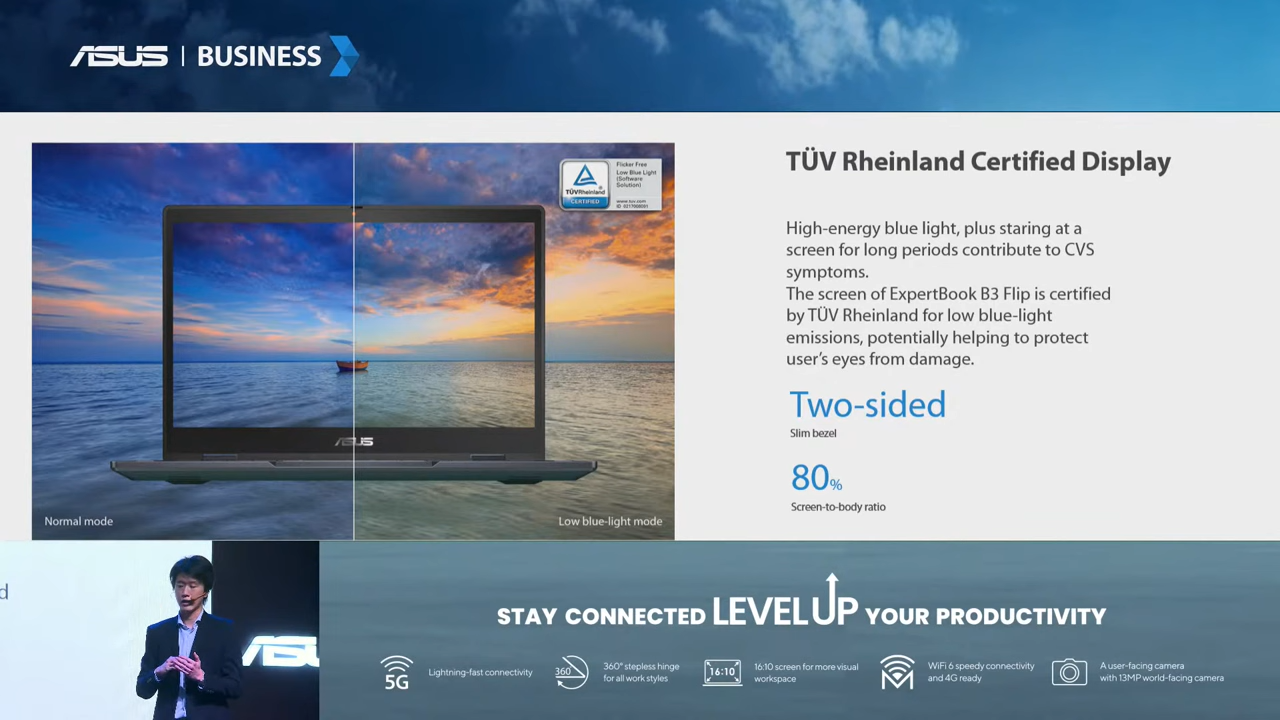 ASUS | BUSINESS
TÜV Rheinland Certified Display
High-energy blue light, plus staring at a
screen for long periods contribute to CVS
symptoms.
The screen of ExpertBook B3 Flip is certified
by TÜV Rheinland for low blue-light
emissions, potentially helping to protect
user's eyes from damage.
Two-sided
Slim bezel
80%
Screen-to-body ratio
TÜVRheinland
CERTIFIED
Flicker Free
Low Blue Light
(Software
Solution)
www.tuv.com
ASUS
Normal mode
Low blue-light mode
d
ASU
STAY CONNECTED LEVEL UP YOUR PRODUCTIVITY
5G
Lightning-fast connectivity
360
360° stepless hinge
for all work styles
16:10
16:10 screen for more visual
workspace
WiFi 6 speedy connectivity
and 4G ready
A user-facing camera
with 13MP world-facing camera